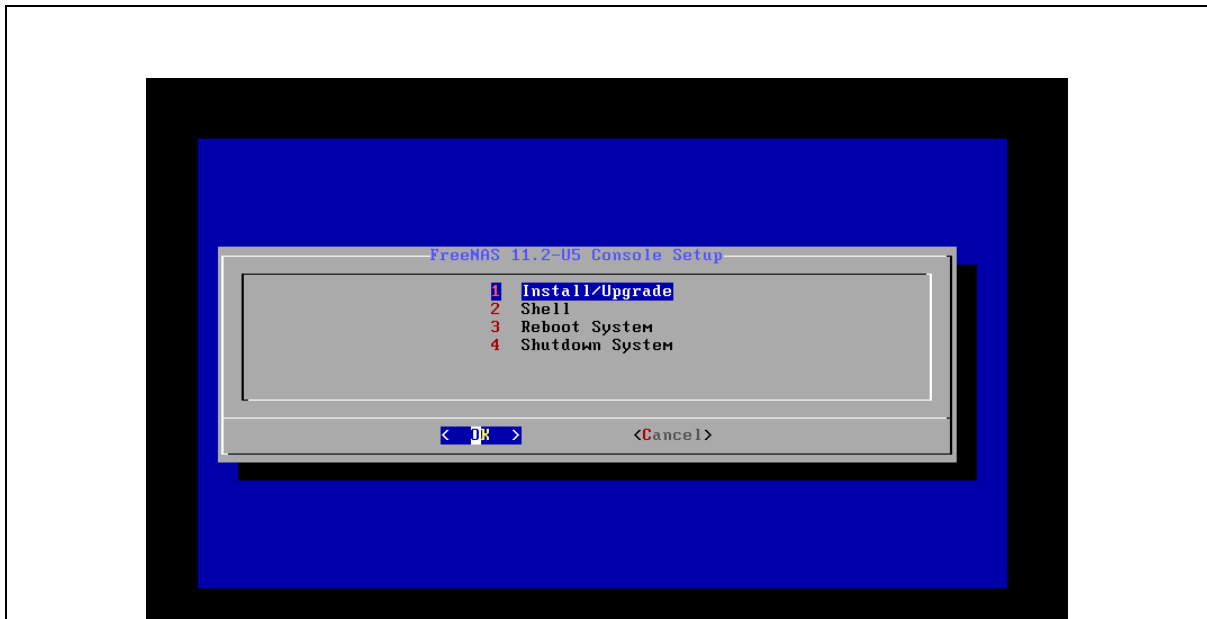 FreeNAS 11.2-U5 Console Setup
1 Install/Upgrade
2 Shell
3 Reboot System
4 Shutdown System
< OK > <Cancel>